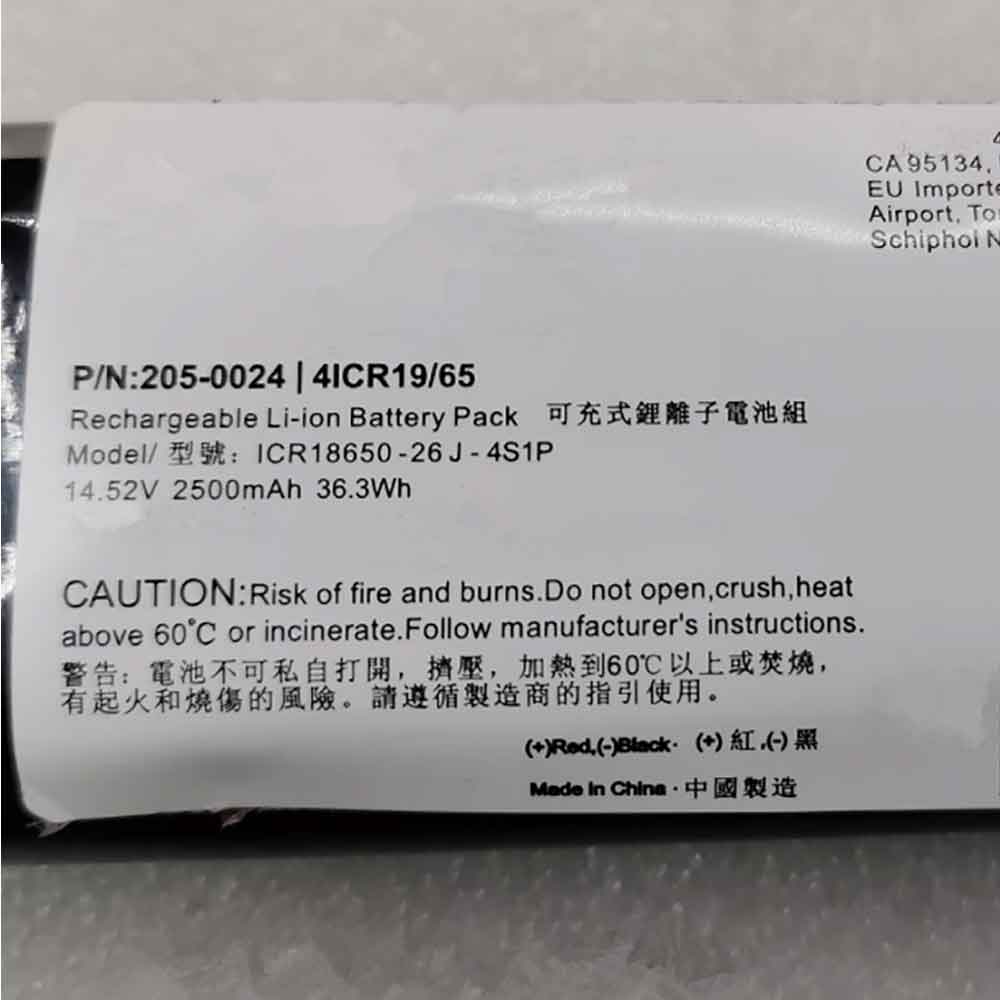 CA 95134,
EU Importe
Airport, To
Schiphol N
P/N:205-0024 | 4ICR19/65
Rechargeable Li-ion Battery Pack 可充式鋰離子電池組
Model/ 型號：ICR18650-26J-4S1P
14.52V 2500mAh 36.3Wh
CAUTION:Risk of fire and burns.Do not open,crush,heat
above 60℃ or incinerate.Follow manufacturer's instructions.
警告：電池不可私自打開，擠壓，加熱到60℃以上或焚燒，
有起火和燒傷的風險。請遵循製造商的指引使用。
(+)Red,(-)Black· (+) 紅,(-) 黑
Made In China · 中國製造